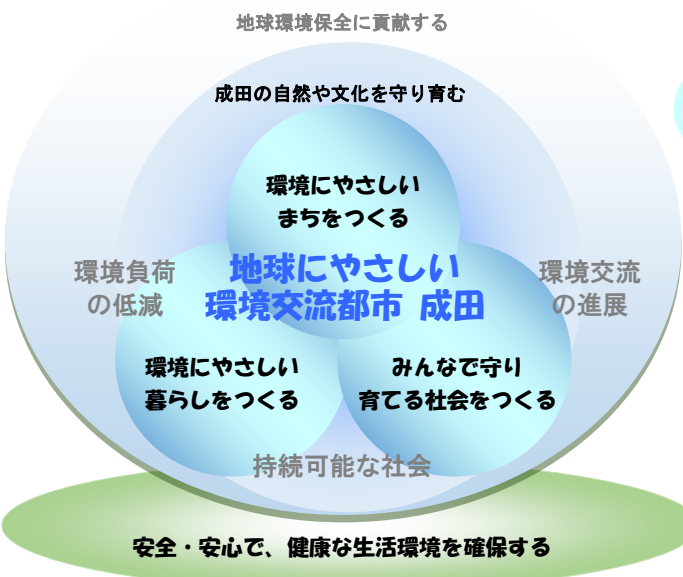 地球環境保全に貢献する
成田の自然や文化を守り育む
環境にやさしい
まちをつくる
環境負荷
の低減
地球にやさしい
環境交流都市 成田
環境交流
の進展
環境にやさしい
暮らしをつくる
みんなで守り
育てる社会をつくる
持続可能な社会
安全・安心で、健康な生活環境を確保する